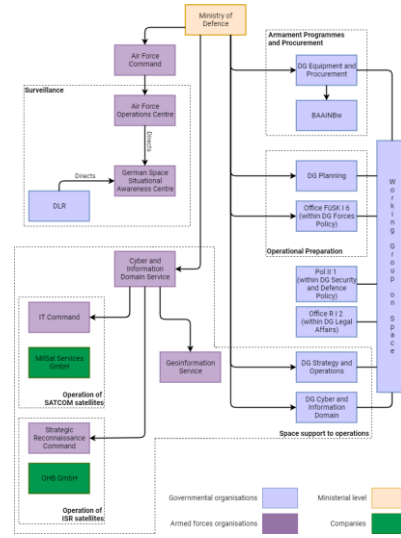 Ministry of
Defence
Armament Programmes
and Procurement
Air Force
Command
DG Equipment and
Procurement
Surveillance
Air Force
Operations Centre
BAAINBw
Directs
Directs
German Space
Situational
Awareness Centre
DLR
DG Planning
Office FüSK I 6
(within DG Forces
Policy)
Operational Preparation
Working Group on Space
Cyber and
Information
Domain Service
Pol II 1
(within DG Security
and Defence
Policy)
Office R I 2
(within DG Legal
Affairs)
IT Command
MilSat Services
GmbH
Geoinformation
Service
DG Strategy and
Operations
Operation of
SATCOM satellites
DG Cyber and
Information
Domain
Strategic
Reconnaissance
Command
Space support to operations
OHB GmbH
Operation of
ISR satellites
Governmental organisations
Ministerial level
Armed forces organisations
Companies